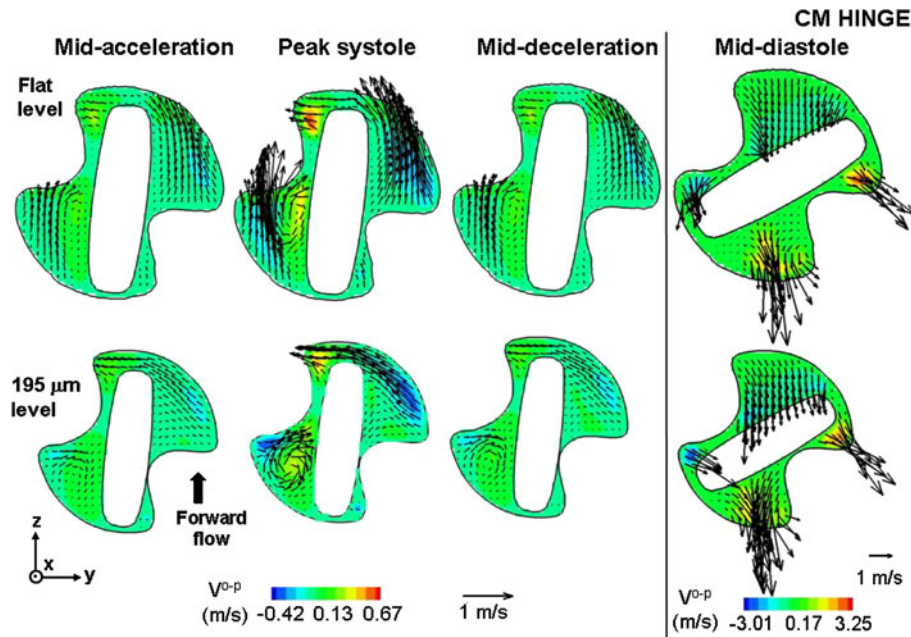 CM HINGE
Mid-acceleration Peak systole Mid-deceleration Mid-diastole
Flat
level
195 µm
level
Forward
flow
z
x
y
V^o-p
(m/s)
-0.42 0.13 0.67
1 m/s
1 m/s
V^o-p
(m/s)
-3.01 0.17 3.25